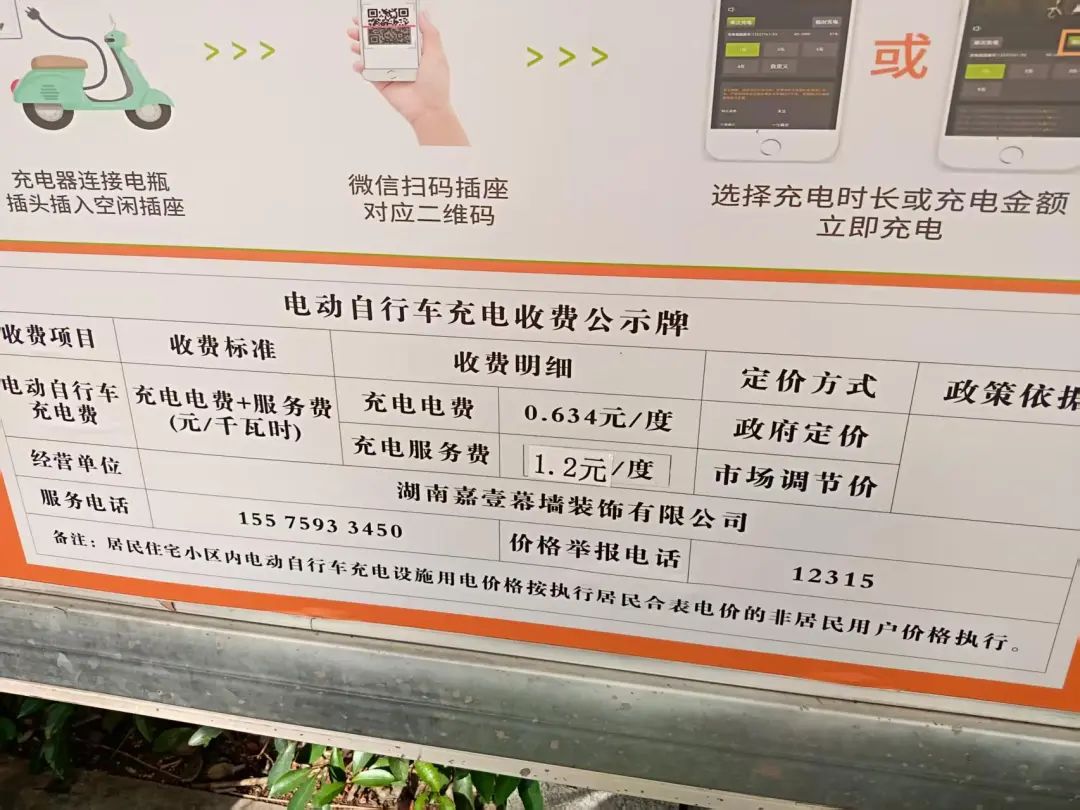 充电器连接电瓶
插头插入空闲插座
微信扫码插座
对应二维码
或
选择充电时长或充电金额
立即充电
电动自行车充电收费公示牌
收费项目
收费标准
收费明细
定价方式
政策依据
电动自行车
充电费
充电电费+服务费
(元/千瓦时)
充电电费
0.634元/度
政府定价
充电服务费
1.2元/度
市场调节价
经营单位
湖南嘉壹幕墙装饰有限公司
服务电话
155 7593 3450
价格举报电话
12315
备注：居民住宅小区内电动自行车充电设施用电价格按执行居民合表电价的非居民用户价格执行。